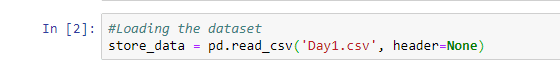 In [2]: #Loading the dataset
store_data = pd.read_csv('Day1.csv', header=None)